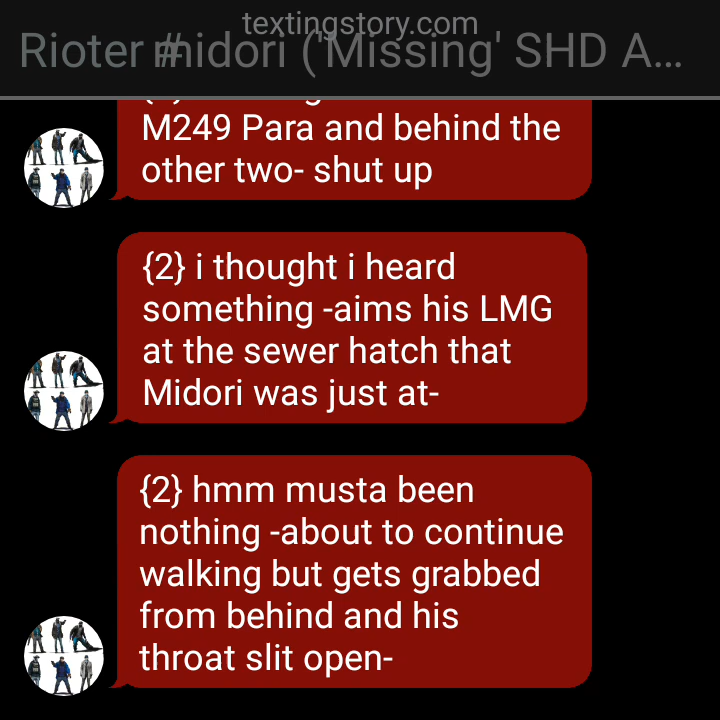 textingstory.com
Rioter #midori ('Missing' SHD A...
M249 Para and behind the
other two- shut up
{2} i thought i heard
something -aims his LMG
at the sewer hatch that
Midori was just at-
{2} hmm musta been
nothing -about to continue
walking but gets grabbed
from behind and his
throat slit open-